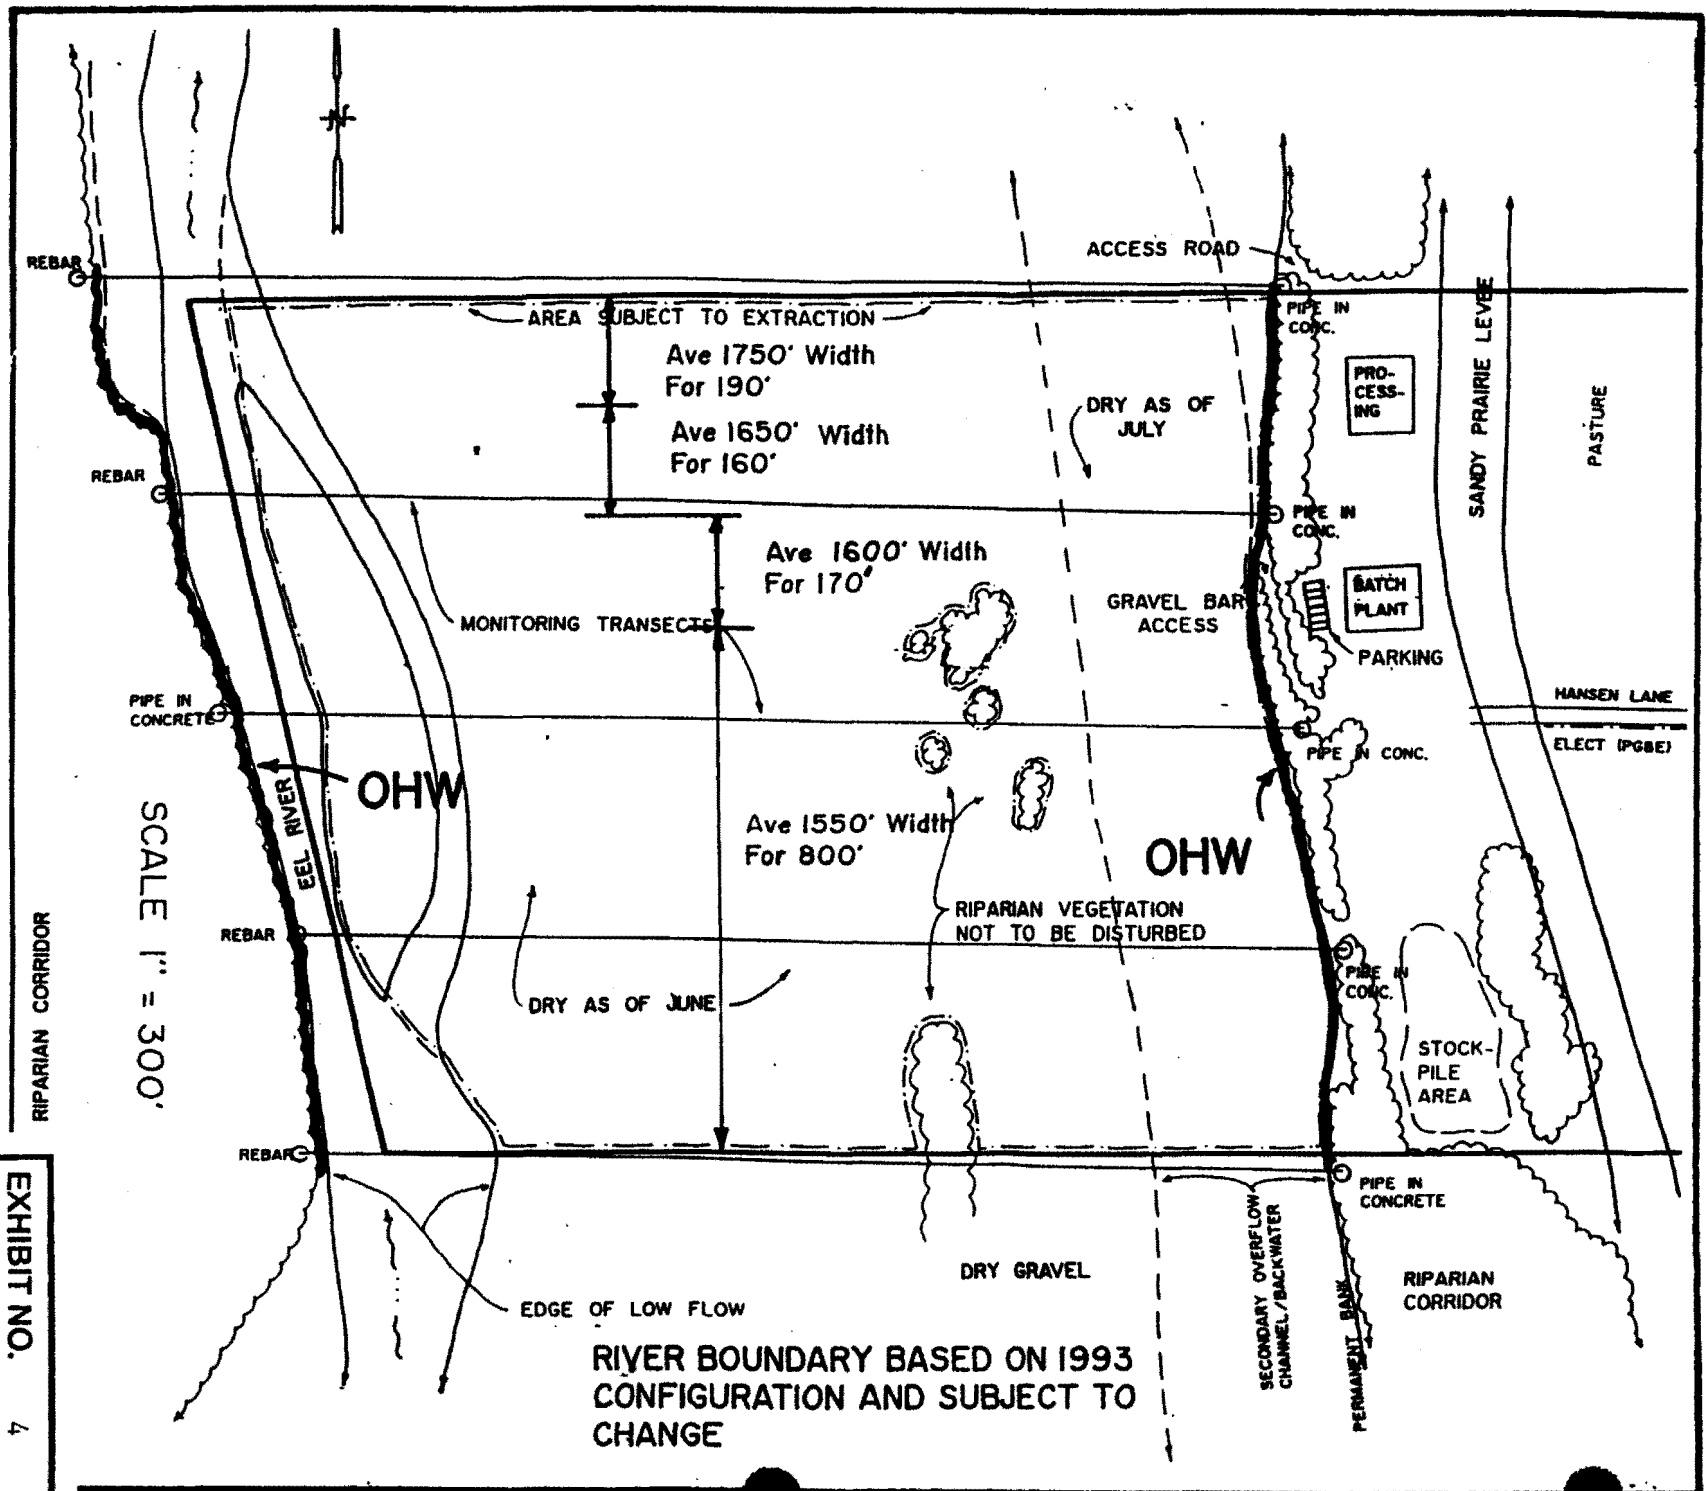 N
REBAR
ACCESS ROAD
AREA SUBJECT TO EXTRACTION
PIPE IN
CONC.
Ave 1750' Width
For 190'
PRO-
CESS-
ING
SANDY PRAIRIE LEVEE
PASTURE
DRY AS OF
JULY
Ave 1650' Width
For 160'
REBAR
PIPE IN
CONC.
Ave 1600' Width
For 170'
GRAVEL BAR
ACCESS
BATCH
PLANT
MONITORING TRANSECTS
PARKING
PIPE IN
CONCRETE
HANSEN LANE
ELECT (PG&E)
PIPE IN CONC.
OHW
EEL RIVER
SCALE 1" = 300'
Ave 1550' Width
For 800'
OHW
RIPARIAN VEGETATION
NOT TO BE DISTURBED
REBAR
PIPE IN
CONC.
DRY AS OF JUNE
STOCK-
PILE
AREA
RIPARIAN CORRIDOR
REBAR
PIPE IN
CONCRETE
SECONDARY OVERFLOW
CHANNEL/BACKWATER
PERMANENT BANK
DRY GRAVEL
RIPARIAN
CORRIDOR
EDGE OF LOW FLOW
RIVER BOUNDARY BASED ON 1993
CONFIGURATION AND SUBJECT TO
CHANGE
EXHIBIT NO. 4